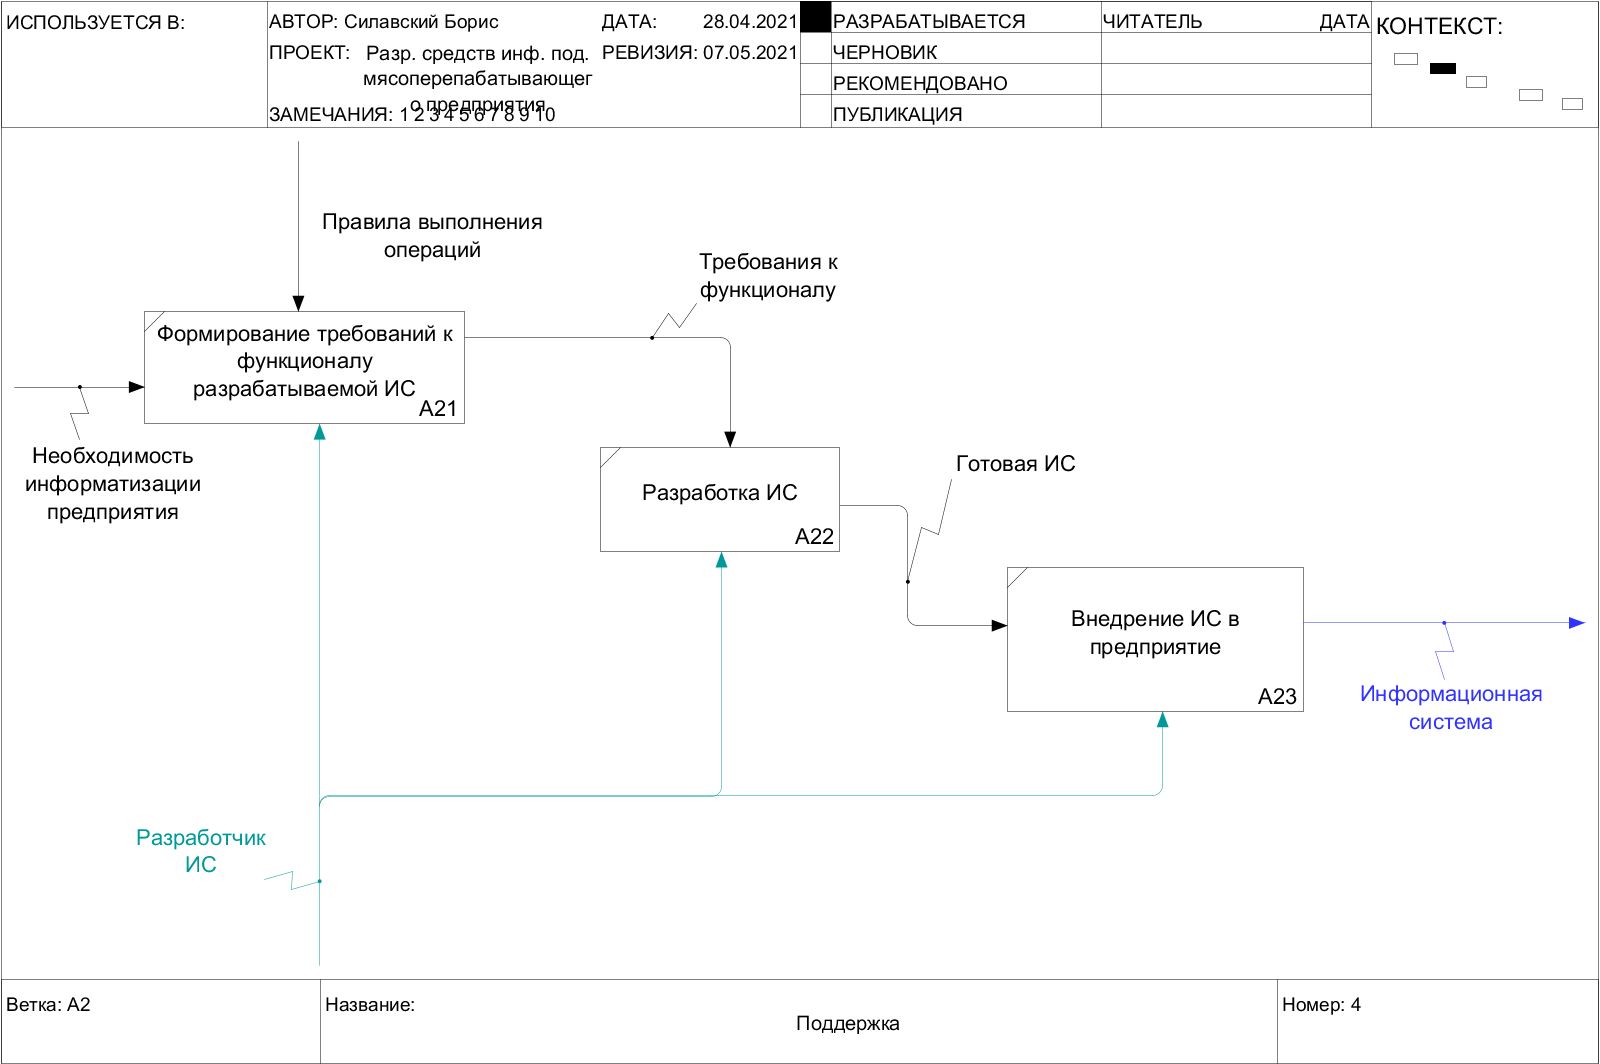 ИСПОЛЬЗУЕТСЯ В:
АВТОР: Силавский Борис
ДАТА: 28.04.2021
ПРОЕКТ: Разр. средств инф. под.
мясоперепабатывающег
о предприятия
РЕВИЗИЯ: 07.05.2021
ЗАМЕЧАНИЯ: 1 2 3 4 5 6 7 8 9 10
РАЗРАБАТЫВАЕТСЯ
ЧЕРНОВИК
РЕКОМЕНДОВАНО
ПУБЛИКАЦИЯ
ЧИТАТЕЛЬ ДАТА
КОНТЕКСТ:
Правила выполнения
операций
Требования к
функционалу
Формирование требований к
функционалу
разрабатываемой ИС
A21
Необходимость
информатизации
предприятия
Разработка ИС
A22
Готовая ИС
Внедрение ИС в
предприятие
A23
Информационная
система
Разработчик
ИС
Ветка: A2
Название:
Поддержка
Номер: 4